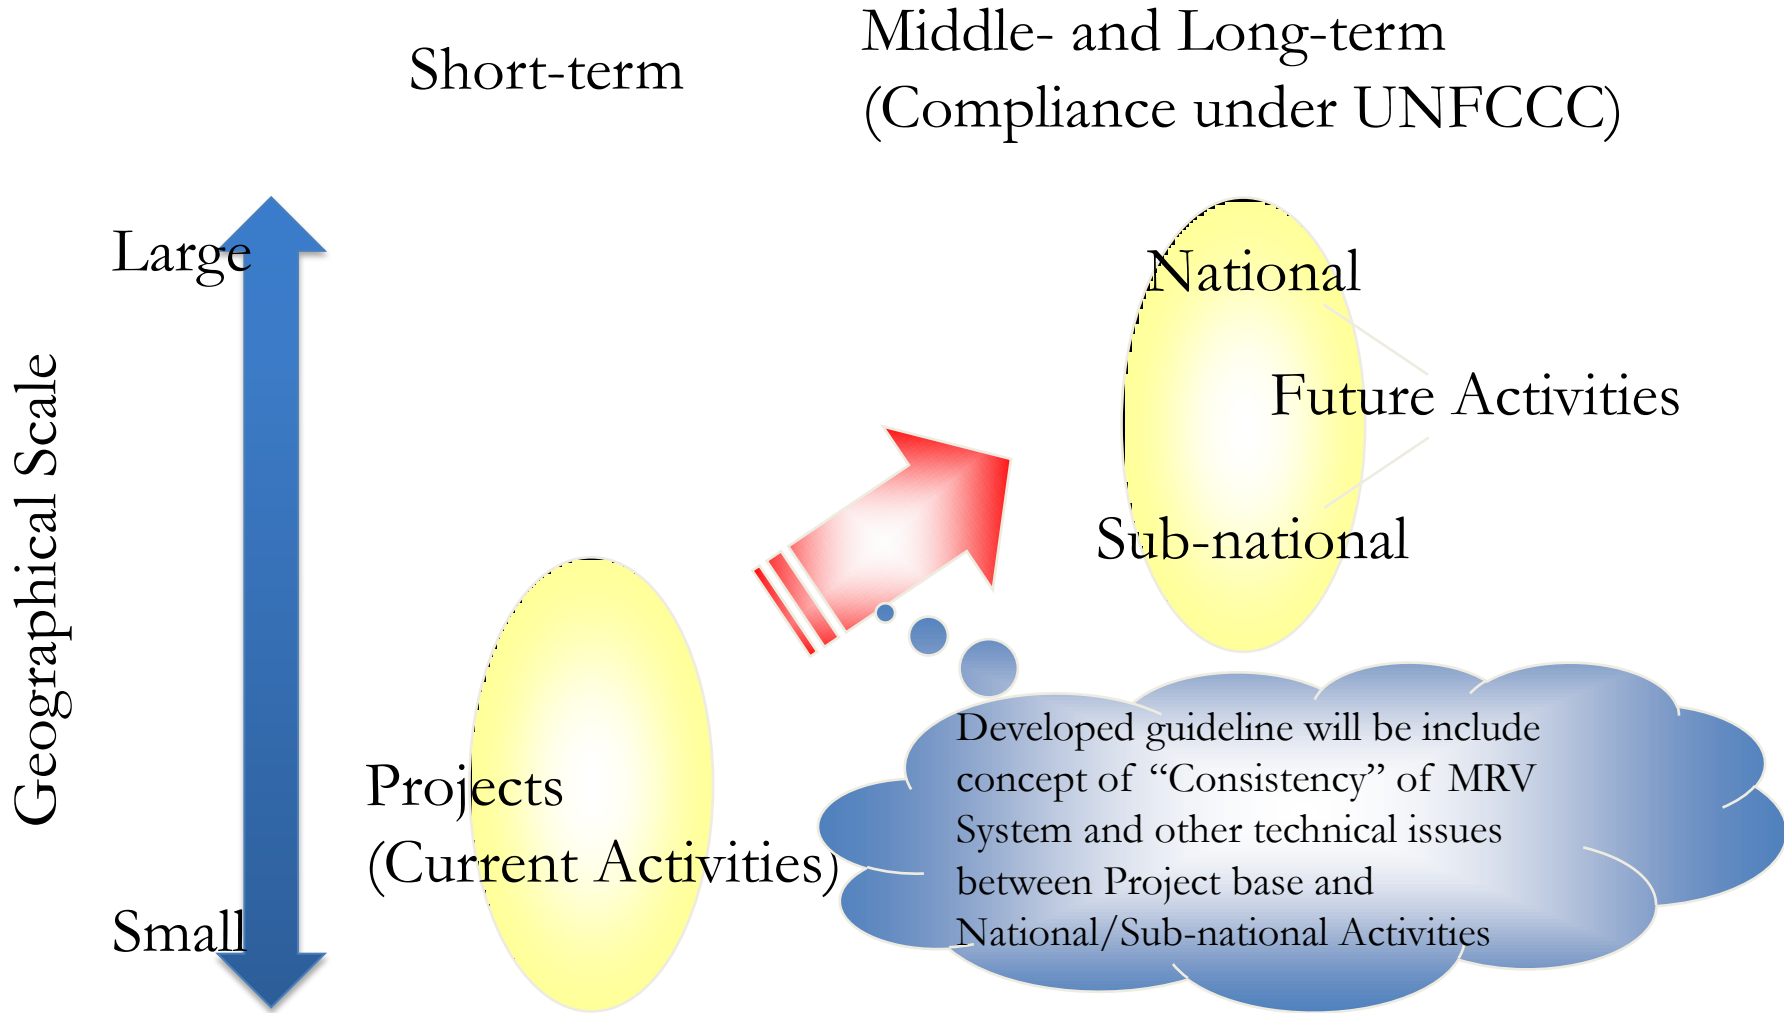 Short-term
Middle- and Long-term
(Compliance under UNFCCC)
Large
Geographical Scale
Small
National
Future Activities
Sub-national
Projects
(Current Activities)
Developed guideline will be include
concept of “Consistency” of MRV
System and other technical issues
between Project base and
National/Sub-national Activities